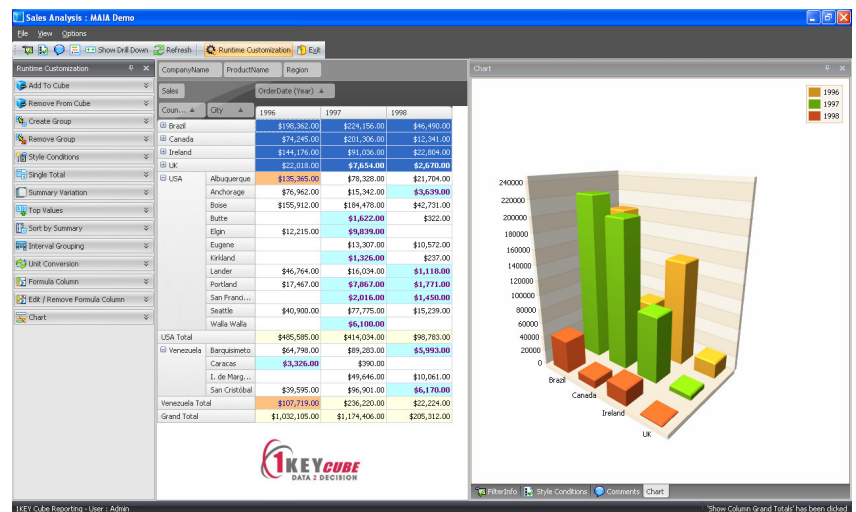 Sales Analysis : MAIA Demo
File View Options
Show Drill Down Refresh Runtime Customization Exit
Runtime Customization
Add To Cube
Remove From Cube
Create Group
Remove Group
Style Conditions
Single Total
Summary Variation
Top Values
Sort by Summary
Interval Grouping
Unit Conversion
Formula Column
Edit / Remove Formula Column
Chart
CompanyName ProductName Region
Sales OrderDate (Year)
Coun... City 1996 1997 1998
Brazil $198,362.00 $224,156.00 $46,490.00
Canada $74,245.00 $201,306.00 $12,341.00
Ireland $144,176.00 $91,036.00 $22,804.00
UK $22,018.00 $7,654.00 $2,670.00
USA Albuquerque $135,365.00 $78,328.00 $21,704.00
Anchorage $76,962.00 $15,342.00 $3,639.00
Boise $155,912.00 $184,478.00 $42,731.00
Butte $1,622.00 $322.00
Elgin $12,215.00 $9,839.00
Eugene $13,307.00 $10,572.00
Kirkland $1,326.00 $237.00
Lander $46,764.00 $16,034.00 $1,118.00
Portland $17,467.00 $7,867.00 $1,771.00
San Franci... $2,016.00 $1,450.00
Seattle $40,900.00 $77,775.00 $15,239.00
Walla Walla $6,100.00
USA Total $485,585.00 $414,034.00 $98,783.00
Venezuela Barquisimeto $64,798.00 $89,283.00 $5,993.00
Caracas $3,326.00 $390.00
I. de Marg... $49,646.00 $10,061.00
San Cristóbal $39,595.00 $96,901.00 $6,170.00
Venezuela Total $107,719.00 $236,220.00 $22,224.00
Grand Total $1,032,105.00 $1,174,406.00 $205,312.00
1KEY CUBE
DATA 2 DECISION
Chart
1996
1997
1998
240000
220000
200000
180000
160000
140000
120000
100000
80000
60000
40000
20000
0
Brazil
Canada
Ireland
UK
FilterInfo Style Conditions Comments Chart
1KEY Cube Reporting - User : Admin 'Show Column Grand Totals' has been clicked